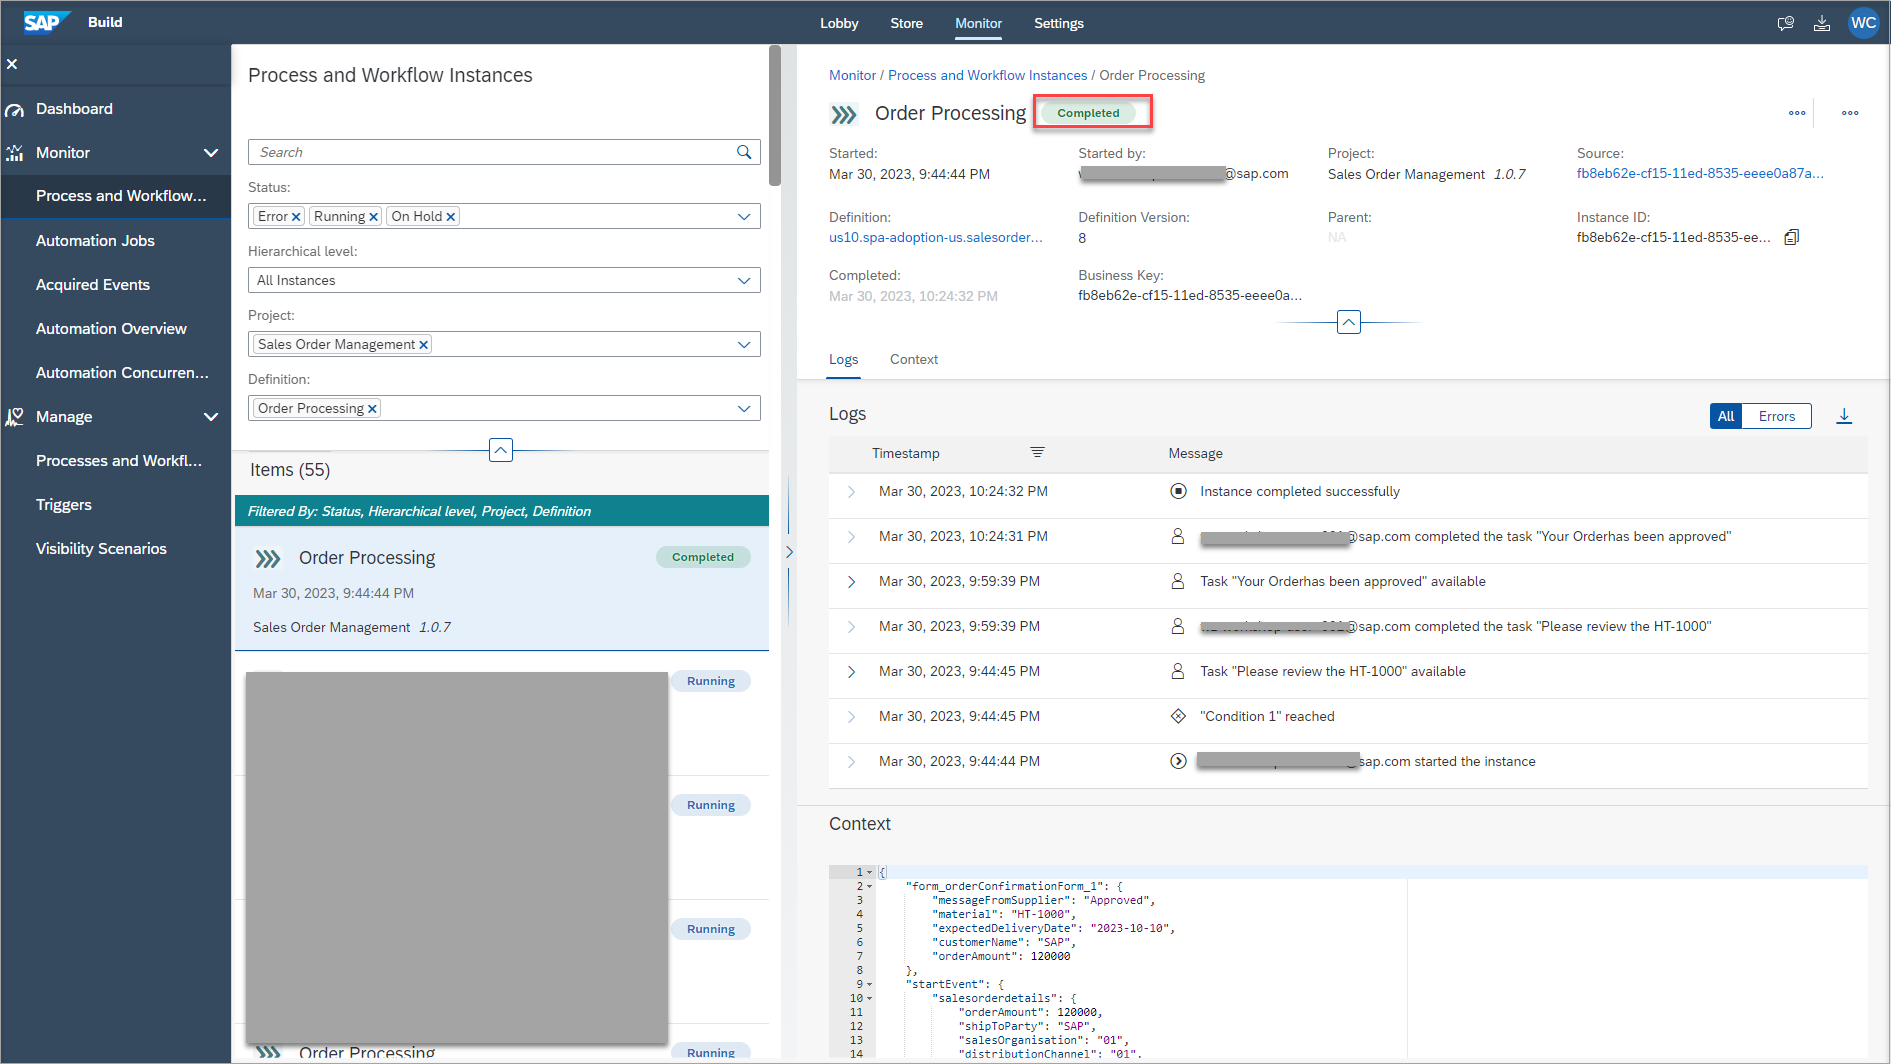 SAP Build
Lobby Store Monitor Settings
WC
Dashboard
Monitor
Process and Workflow...
Automation Jobs
Acquired Events
Automation Overview
Automation Concurren...
Manage
Processes and Workfl...
Triggers
Visibility Scenarios
Process and Workflow Instances
Search
Status:
Error Running On Hold
Hierarchical level:
All Instances
Project:
Sales Order Management
Definition:
Order Processing
Items (55)
Filtered By: Status, Hierarchical level, Project, Definition
Order Processing Completed
Mar 30, 2023, 9:44:44 PM
Sales Order Management 1.0.7
Running
Running
Running
Order Processing Running
Monitor / Process and Workflow Instances / Order Processing
Order Processing Completed
Started: Started by: Project: Source:
Mar 30, 2023, 9:44:44 PM @sap.com Sales Order Management 1.0.7 fb8eb62e-cf15-11ed-8535-eeee0a87a...
Definition: Definition Version: Parent: Instance ID:
us10.spa-adoption-us.salesorder... 8 NA fb8eb62e-cf15-11ed-8535-ee...
Completed: Business Key:
Mar 30, 2023, 10:24:32 PM fb8eb62e-cf15-11ed-8535-eeee0a...
Logs Context
Logs All Errors
Timestamp Message
Mar 30, 2023, 10:24:32 PM Instance completed successfully
Mar 30, 2023, 10:24:31 PM @sap.com completed the task "Your Orderhas been approved"
Mar 30, 2023, 9:59:39 PM Task "Your Orderhas been approved" available
Mar 30, 2023, 9:59:39 PM @sap.com completed the task "Please review the HT-1000"
Mar 30, 2023, 9:44:45 PM Task "Please review the HT-1000" available
Mar 30, 2023, 9:44:45 PM "Condition 1" reached
Mar 30, 2023, 9:44:44 PM sap.com started the instance
Context
1 {
2 "form_orderConfirmationForm_1": {
3 "messageFromSupplier": "Approved",
4 "material": "HT-1000",
5 "expectedDeliveryDate": "2023-10-10",
6 "customerName": "SAP",
7 "orderAmount": 120000
8 },
9 "startEvent": {
10 "salesorderdetails": {
11 "orderAmount": 120000,
12 "shipToParty": "SAP",
13 "salesOrganisation": "01",
14 "distributionChannel": "01",